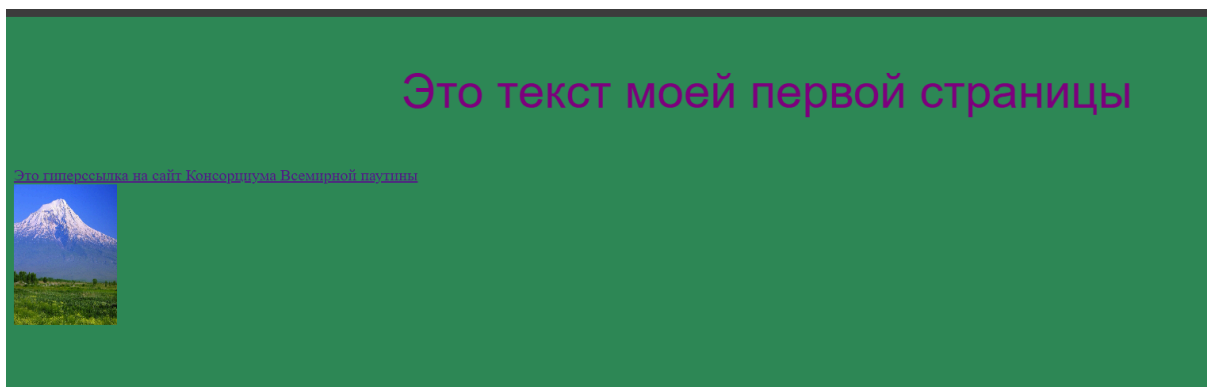 Это текст моей первой страницы
Это гиперссылка на сайт Консорциума Всемирной паутины